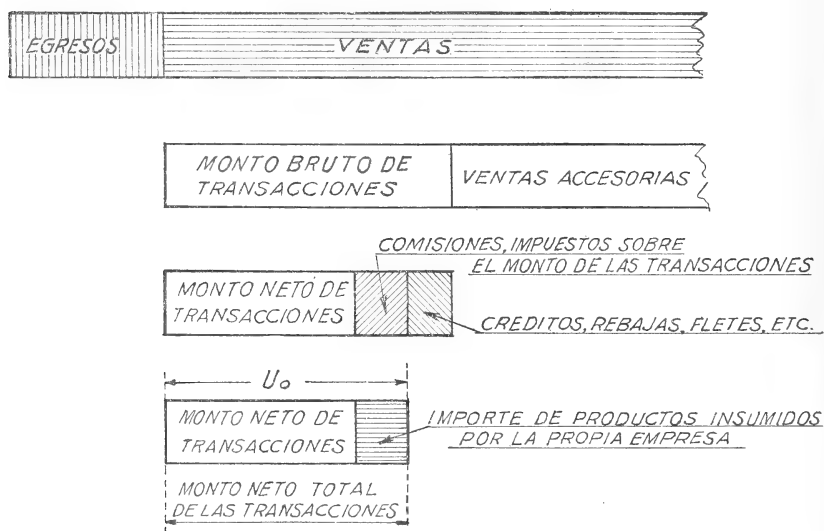 EGRESOS
VENTAS
MONTO BRUTO DE
TRANSACCIONES
VENTAS ACCESORIAS
COMISIONES, IMPUESTOS SOBRE
EL MONTO DE LAS TRANSACCIONES
MONTO NETO DE
TRANSACCIONES
CREDITOS, REBAJAS, FLETES, ETC.
Uo
MONTO NETO DE
TRANSACCIONES
IMPORTE DE PRODUCTOS INSUMIDOS
POR LA PROPIA EMPRESA
MONTO NETO TOTAL
DE LAS TRANSACCIONES